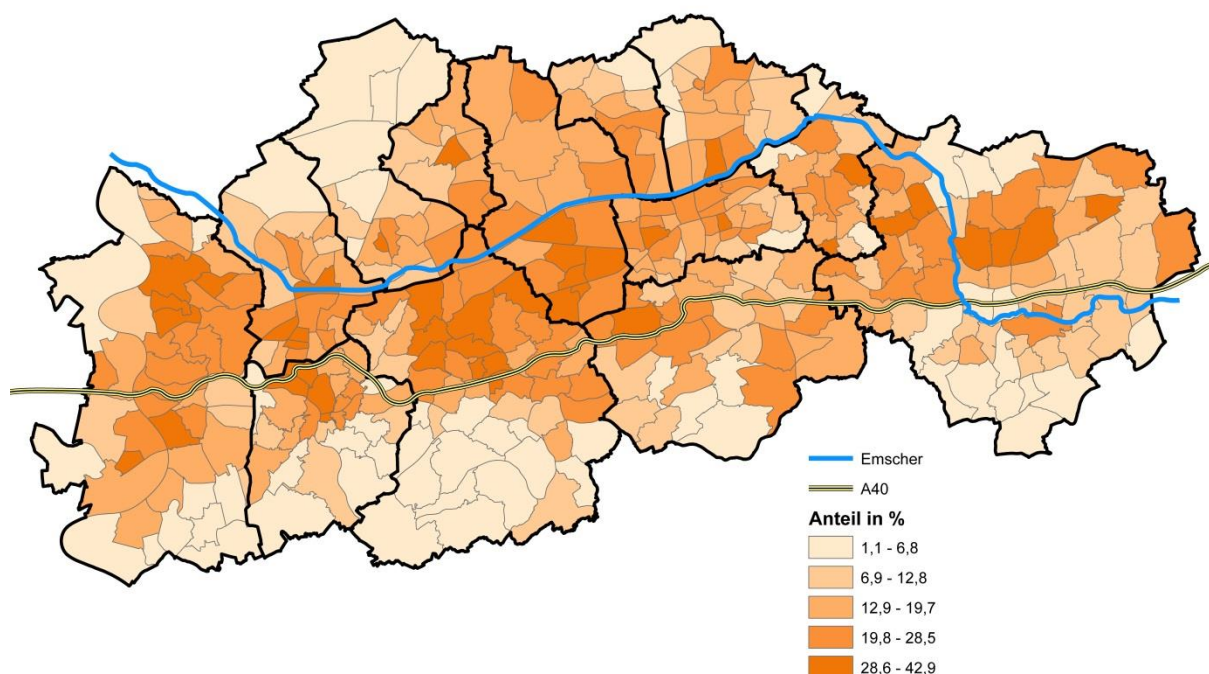 Emscher
A40
Anteil in %
1,1 - 6,8
6,9 - 12,8
12,9 - 19,7
19,8 - 28,5
28,6 - 42,9